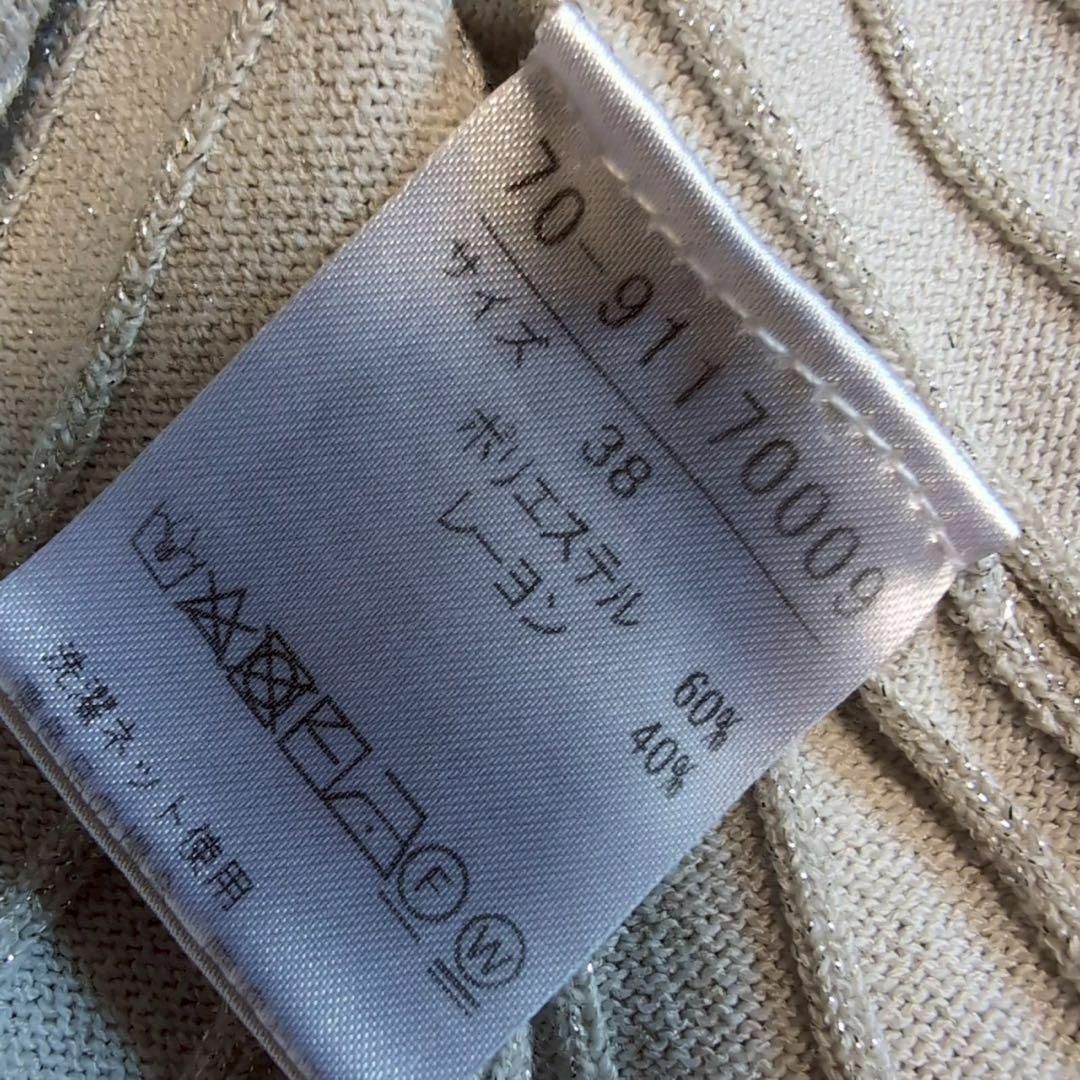 70-91170009
サイズ 38
ポリエステル 60%
レーヨン 40%
F W
洗濯ネット使用